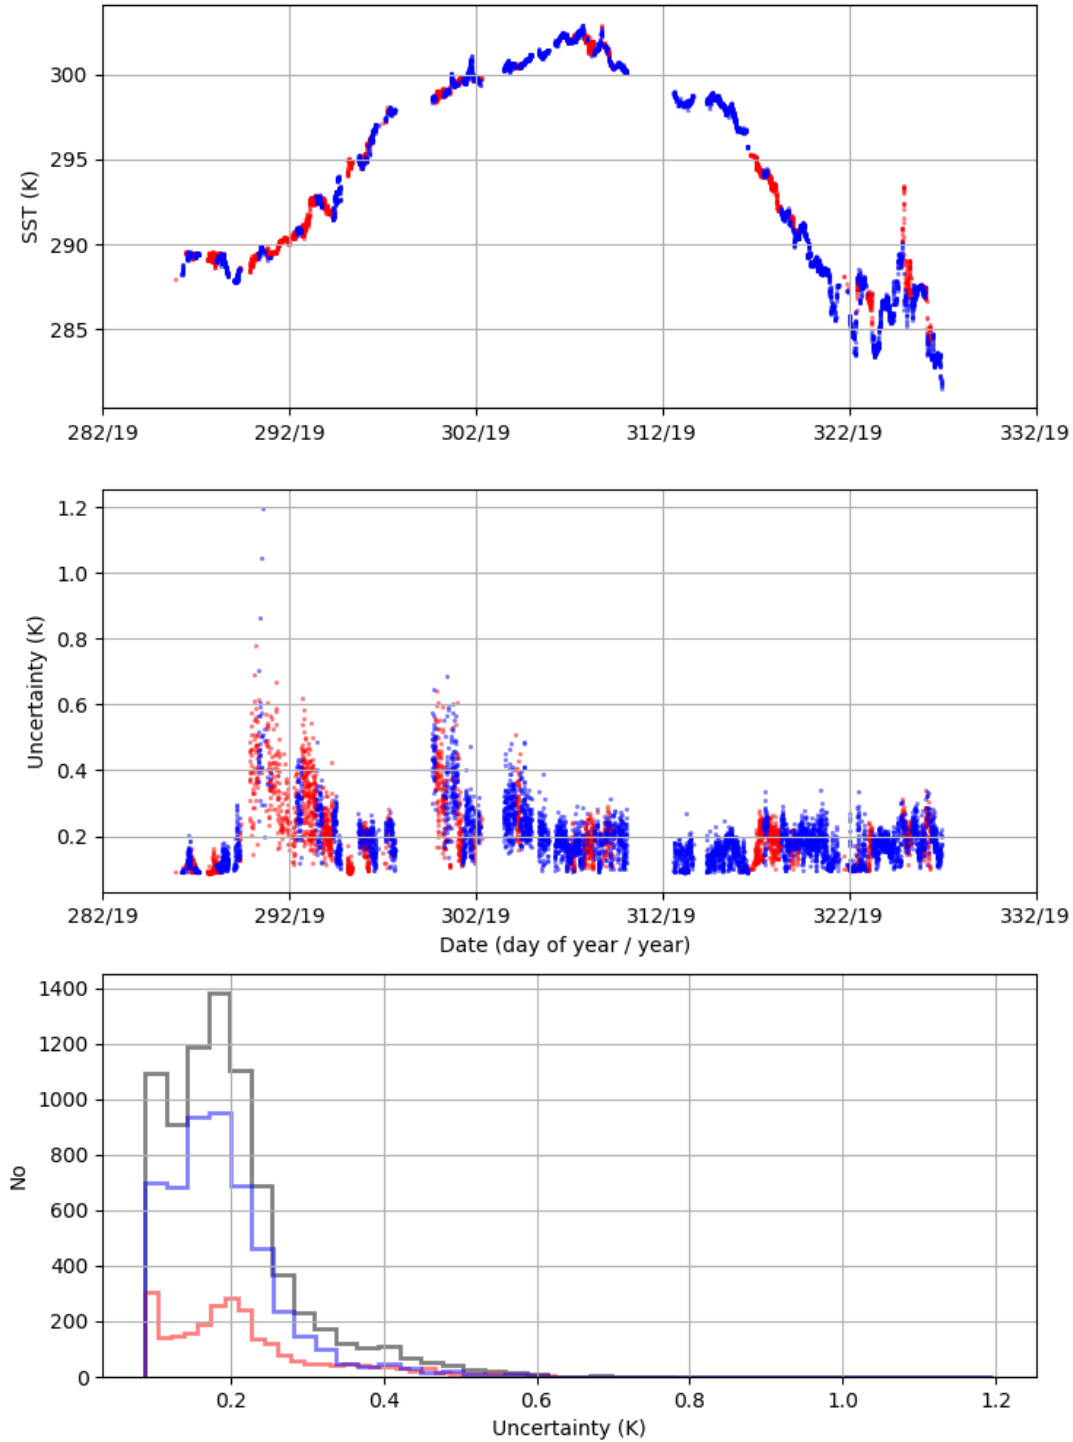 300
295
290
285
SST (K)
282/19 292/19 302/19 312/19 322/19 332/19
1.2
1.0
0.8
0.6
0.4
0.2
Uncertainty (K)
282/19 292/19 302/19 312/19 322/19 332/19
Date (day of year / year)
1400
1200
1000
800
600
400
200
0
No
0.2 0.4 0.6 0.8 1.0 1.2
Uncertainty (K)